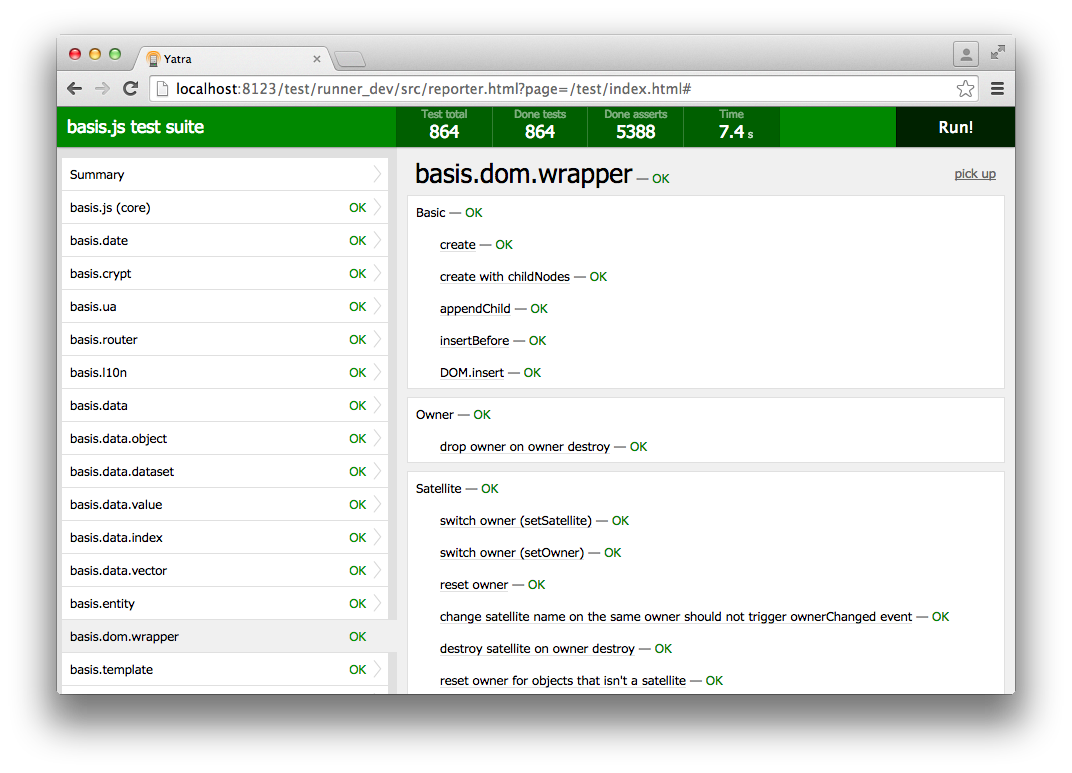 Yatra
localhost:8123/test/runner_dev/src/reporter.html?page=/test/index.html#
basis.js test suite
Test total
864
Done tests
864
Done asserts
5388
Time
7.4 s
Run!
Summary
basis.js (core) OK
basis.date OK
basis.crypt OK
basis.ua OK
basis.router OK
basis.l10n OK
basis.data OK
basis.data.object OK
basis.data.dataset OK
basis.data.value OK
basis.data.index OK
basis.data.vector OK
basis.entity OK
basis.dom.wrapper OK
basis.template OK
basis.dom.wrapper — OK
pick up
Basic — OK
create — OK
create with childNodes — OK
appendChild — OK
insertBefore — OK
DOM.insert — OK
Owner — OK
drop owner on owner destroy — OK
Satellite — OK
switch owner (setSatellite) — OK
switch owner (setOwner) — OK
reset owner — OK
change satellite name on the same owner should not trigger ownerChanged event — OK
destroy satellite on owner destroy — OK
reset owner for objects that isn't a satellite — OK